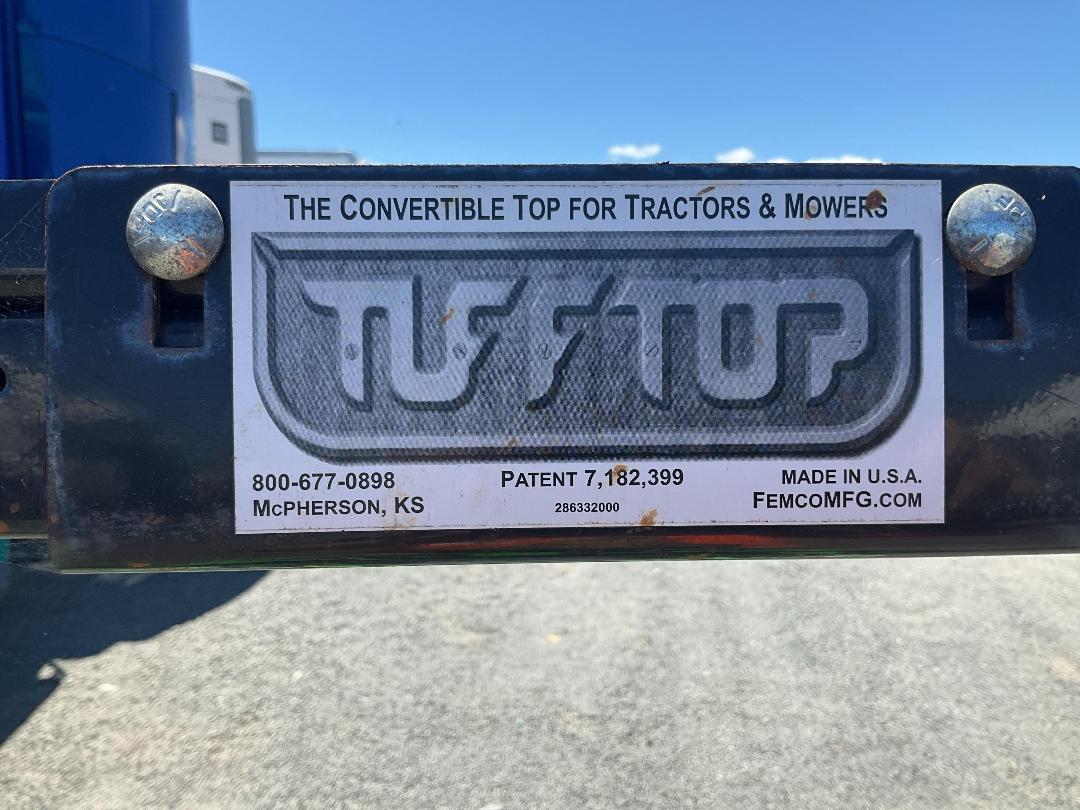 THE CONVERTIBLE TOP FOR TRACTORS & MOWERS
TUFFTOP
800-677-0898
MCPHERSON, KS
PATENT 7,182,399
286332000
MADE IN U.S.A.
FEMCOMFG.COM